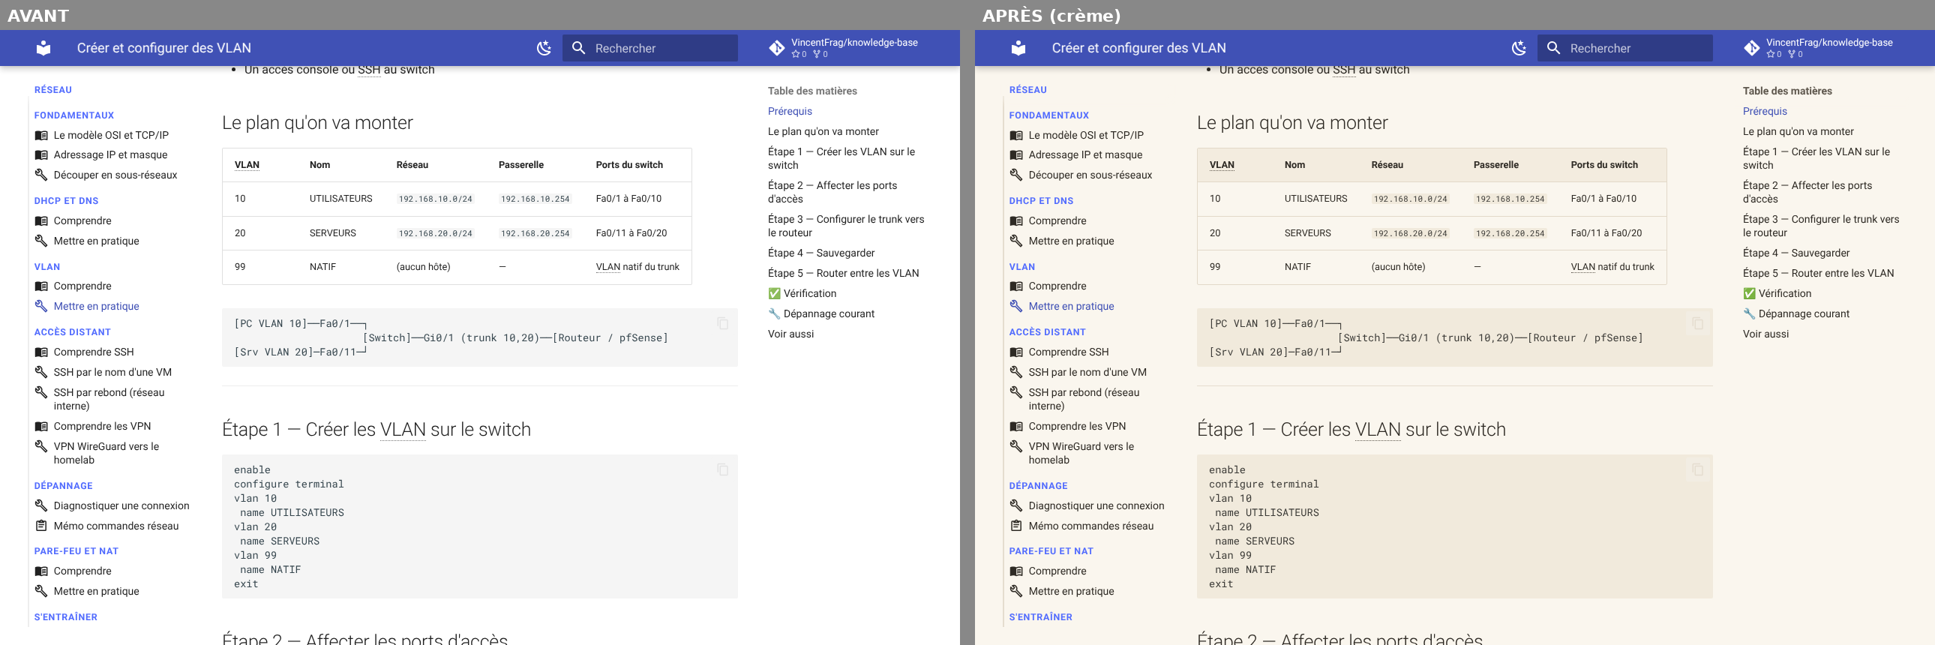 AVANT
Créer et configurer des VLAN
Rechercher
VincentFrag/knowledge-base
0 0
RÉSEAU
FONDAMENTAUX
Le modèle OSI et TCP/IP
Adressage IP et masque
Découper en sous-réseaux
DHCP ET DNS
Comprendre
Mettre en pratique
VLAN
Comprendre
Mettre en pratique
ACCÈS DISTANT
Comprendre SSH
SSH par le nom d'une VM
SSH par rebond (réseau
interne)
Comprendre les VPN
VPN WireGuard vers le
homelab
DÉPANNAGE
Diagnostiquer une connexion
Mémo commandes réseau
PARE-FEU ET NAT
Comprendre
Mettre en pratique
S'ENTRAÎNER
• Un accès console ou SSH au switch
Le plan qu'on va monter
VLAN Nom Réseau Passerelle Ports du switch
10 UTILISATEURS 192.168.10.0/24 192.168.10.254 Fa0/1 à Fa0/10
20 SERVEURS 192.168.20.0/24 192.168.20.254 Fa0/11 à Fa0/20
99 NATIF (aucun hôte) — VLAN natif du trunk
[PC VLAN 10]──Fa0/1──┐
[Switch]──Gi0/1 (trunk 10,20)──[Routeur / pfSense]
[Srv VLAN 20]─Fa0/11─┘
Étape 1 — Créer les VLAN sur le switch
enable
configure terminal
vlan 10
name UTILISATEURS
vlan 20
name SERVEURS
vlan 99
name NATIF
exit
Étape 2 — Affecter les ports d'accès
Table des matières
Prérequis
Le plan qu'on va monter
Étape 1 — Créer les VLAN sur le
switch
Étape 2 — Affecter les ports
d'accès
Étape 3 — Configurer le trunk vers
le routeur
Étape 4 — Sauvegarder
Étape 5 — Router entre les VLAN
✅ Vérification
🔧 Dépannage courant
Voir aussi
APRÈS (crème)
Créer et configurer des VLAN
Rechercher
VincentFrag/knowledge-base
0 0
RÉSEAU
FONDAMENTAUX
Le modèle OSI et TCP/IP
Adressage IP et masque
Découper en sous-réseaux
DHCP ET DNS
Comprendre
Mettre en pratique
VLAN
Comprendre
Mettre en pratique
ACCÈS DISTANT
Comprendre SSH
SSH par le nom d'une VM
SSH par rebond (réseau
interne)
Comprendre les VPN
VPN WireGuard vers le
homelab
DÉPANNAGE
Diagnostiquer une connexion
Mémo commandes réseau
PARE-FEU ET NAT
Comprendre
Mettre en pratique
S'ENTRAÎNER
• Un accès console ou SSH au switch
Le plan qu'on va monter
VLAN Nom Réseau Passerelle Ports du switch
10 UTILISATEURS 192.168.10.0/24 192.168.10.254 Fa0/1 à Fa0/10
20 SERVEURS 192.168.20.0/24 192.168.20.254 Fa0/11 à Fa0/20
99 NATIF (aucun hôte) — VLAN natif du trunk
[PC VLAN 10]──Fa0/1──┐
[Switch]──Gi0/1 (trunk 10,20)──[Routeur / pfSense]
[Srv VLAN 20]─Fa0/11─┘
Étape 1 — Créer les VLAN sur le switch
enable
configure terminal
vlan 10
name UTILISATEURS
vlan 20
name SERVEURS
vlan 99
name NATIF
exit
Étape 2 — Affecter les ports d'accès
Table des matières
Prérequis
Le plan qu'on va monter
Étape 1 — Créer les VLAN sur le
switch
Étape 2 — Affecter les ports
d'accès
Étape 3 — Configurer le trunk vers
le routeur
Étape 4 — Sauvegarder
Étape 5 — Router entre les VLAN
✅ Vérification
🔧 Dépannage courant
Voir aussi